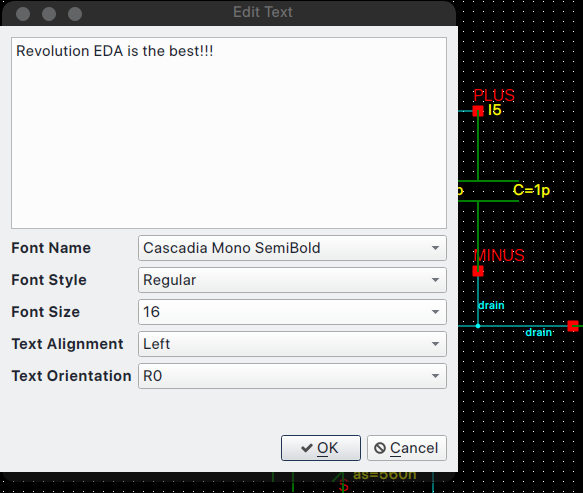 Edit Text
Revolution EDA is the best!!!
PLUS
I5
C=1p
MINUS
drain
drain
Font Name
Cascadia Mono SemiBold
Font Style
Regular
Font Size
16
Text Alignment
Left
Text Orientation
R0
OK
Cancel
as=560n
S